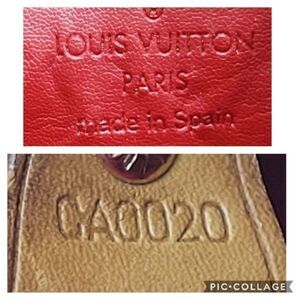 LOUIS VUITTON
PARIS
made in Spain
CA0020
PIC•COLLAGE